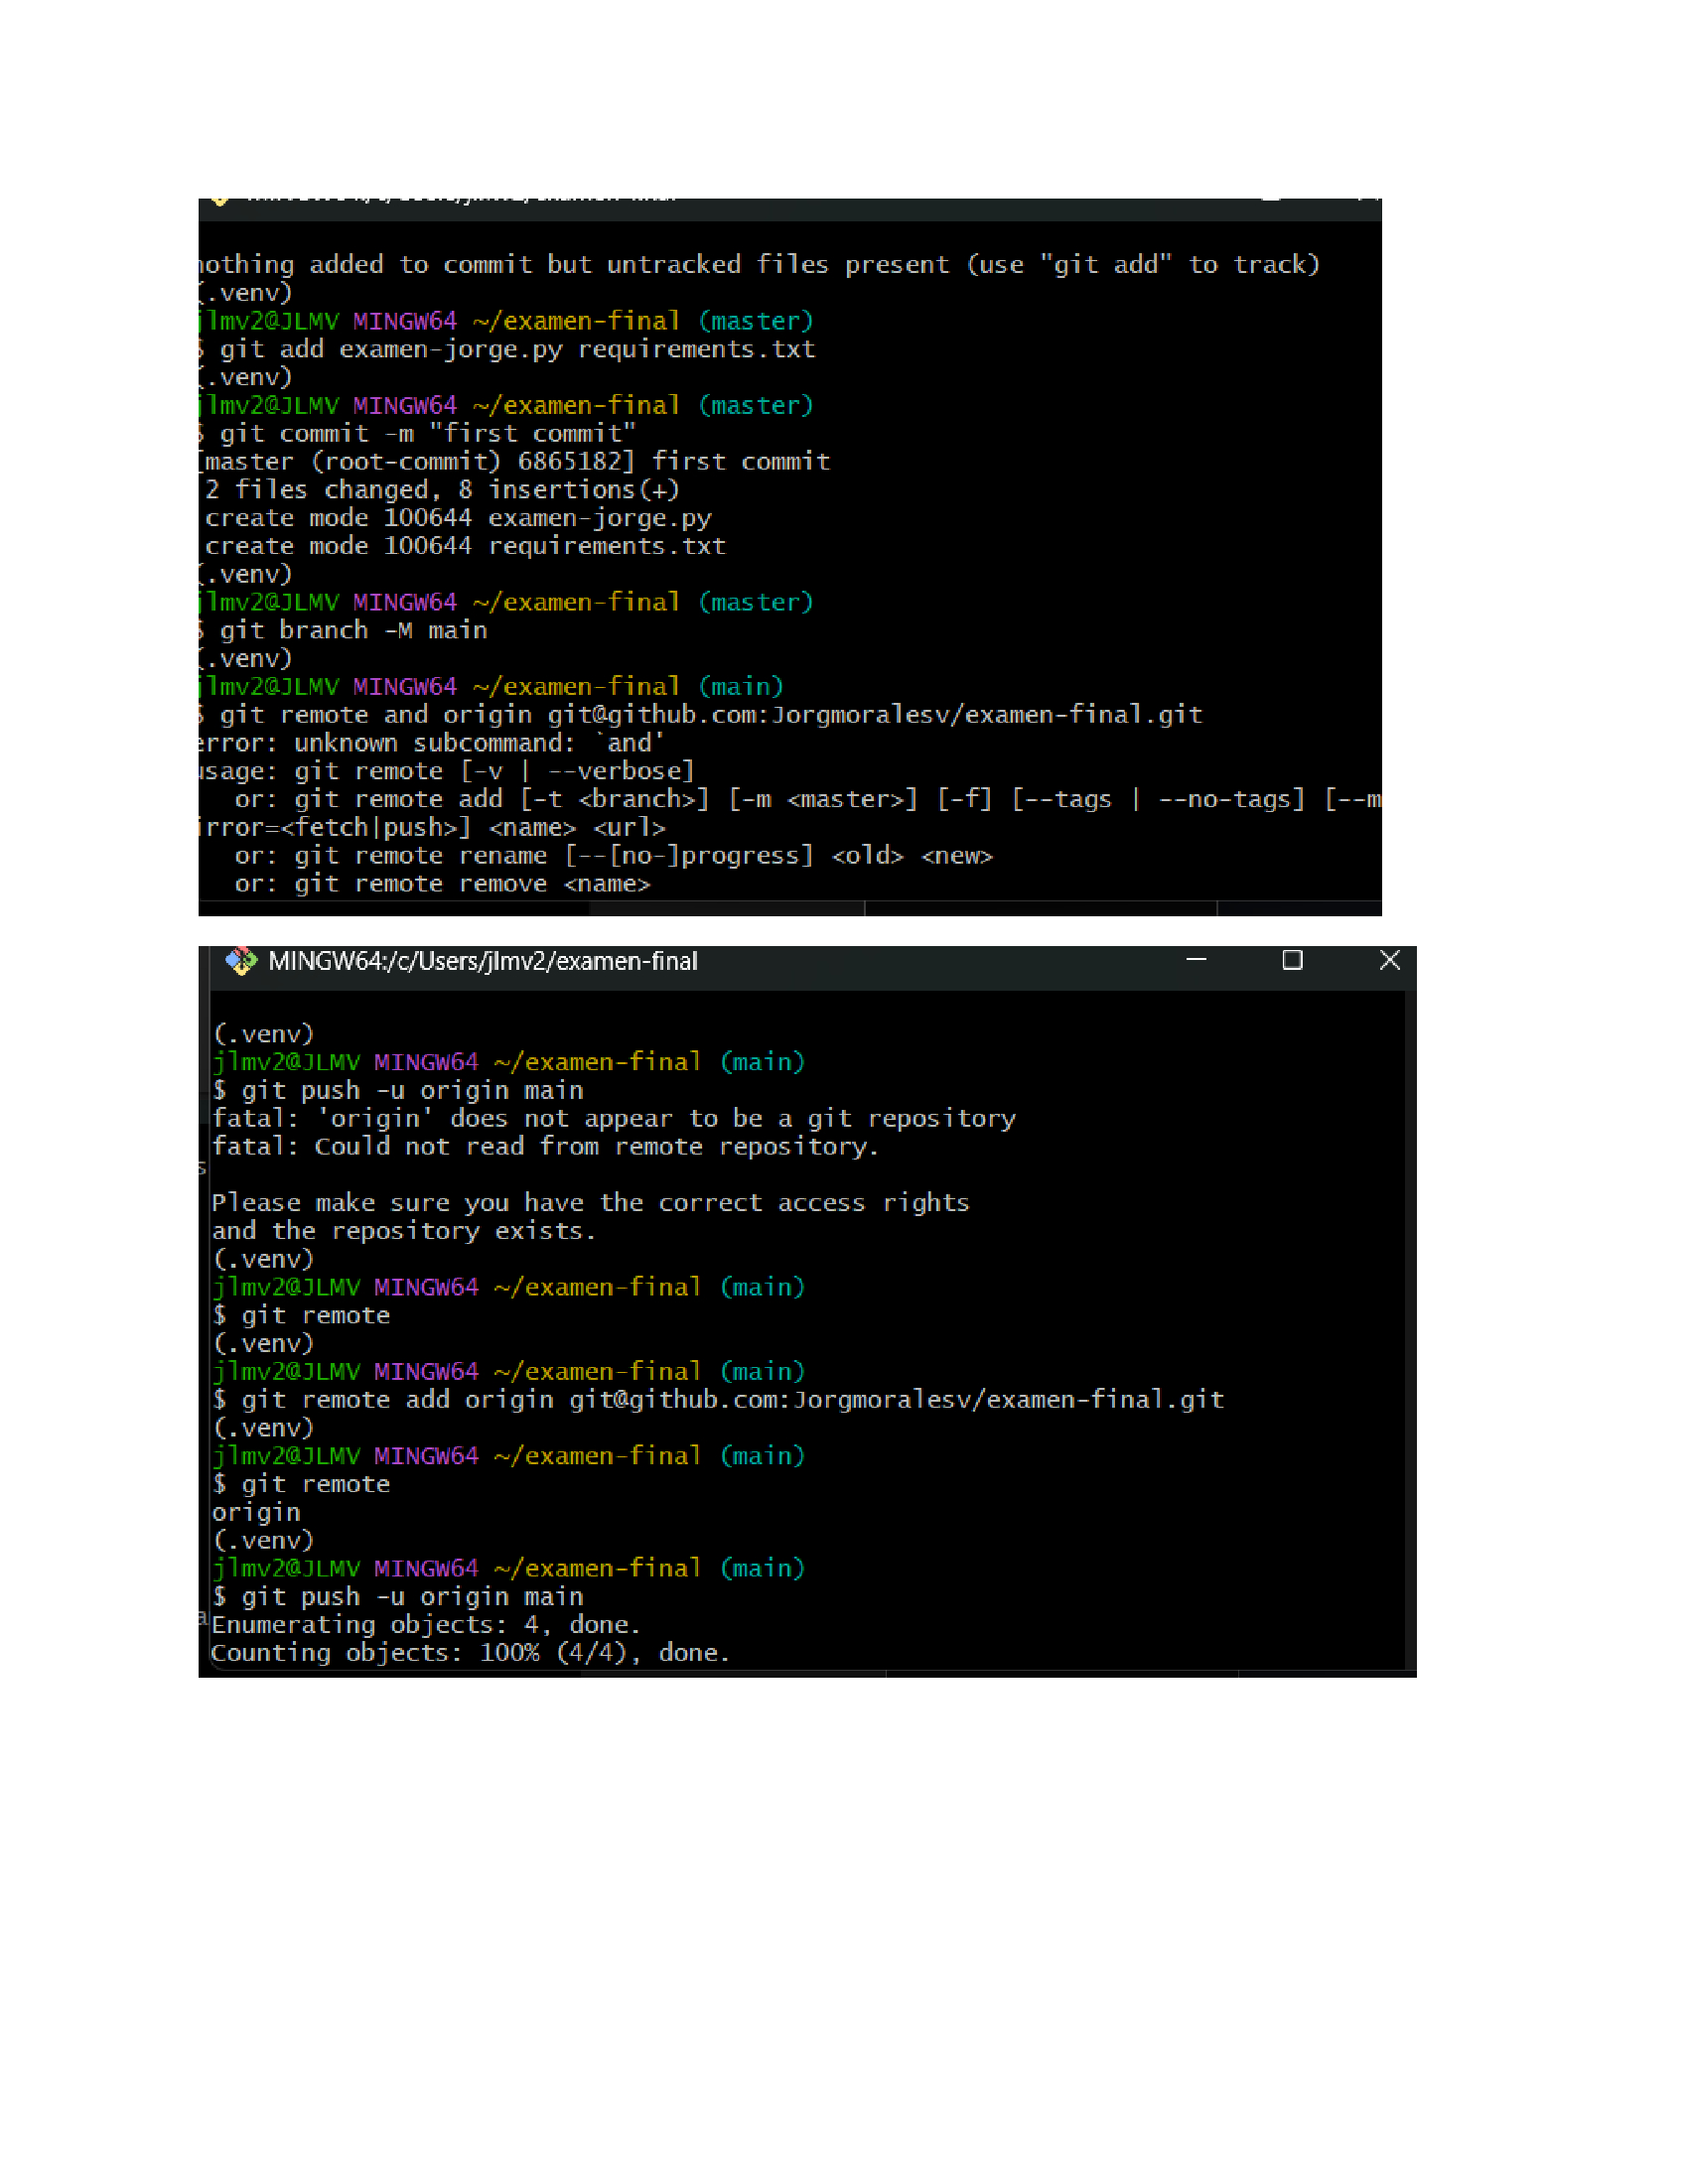 nothing added to commit but untracked files present (use "git add" to track)
(.venv)
jlmv2@JLMV MINGW64 ~/examen-final (master)
$ git add examen-jorge.py requirements.txt
(.venv)
jlmv2@JLMV MINGW64 ~/examen-final (master)
$ git commit -m "first commit"
[master (root-commit) 6865182] first commit
2 files changed, 8 insertions(+)
create mode 100644 examen-jorge.py
create mode 100644 requirements.txt
(.venv)
jlmv2@JLMV MINGW64 ~/examen-final (master)
$ git branch -M main
(.venv)
jlmv2@JLMV MINGW64 ~/examen-final (main)
$ git remote and origin git@github.com:Jorgmoralesv/examen-final.git
error: unknown subcommand: `and'
usage: git remote [-v | --verbose]
or: git remote add [-t <branch>] [-m <master>] [-f] [--tags | --no-tags] [--m
irror=<fetch|push>] <name> <url>
or: git remote rename [--[no-]progress] <old> <new>
or: git remote remove <name>
MINGW64:/c/Users/jlmv2/examen-final
(.venv)
jlmv2@JLMV MINGW64 ~/examen-final (main)
$ git push -u origin main
fatal: 'origin' does not appear to be a git repository
fatal: Could not read from remote repository.
Please make sure you have the correct access rights
and the repository exists.
(.venv)
jlmv2@JLMV MINGW64 ~/examen-final (main)
$ git remote
(.venv)
jlmv2@JLMV MINGW64 ~/examen-final (main)
$ git remote add origin git@github.com:Jorgmoralesv/examen-final.git
(.venv)
jlmv2@JLMV MINGW64 ~/examen-final (main)
$ git remote
origin
(.venv)
jlmv2@JLMV MINGW64 ~/examen-final (main)
$ git push -u origin main
Enumerating objects: 4, done.
Counting objects: 100% (4/4), done.